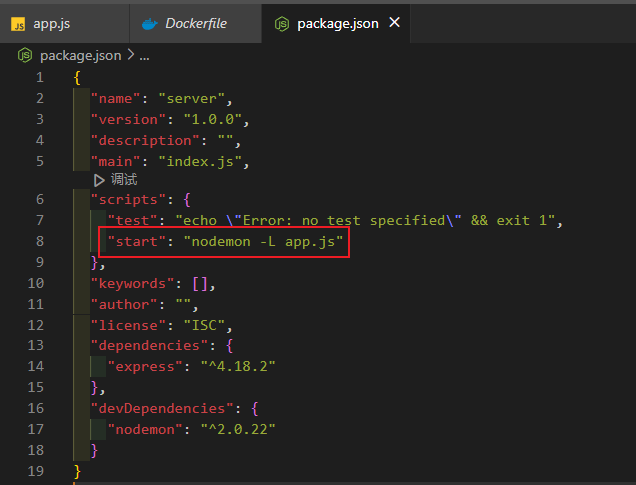 JS app.js Dockerfile package.json ×
package.json > ...
1 {
2 "name": "server",
3 "version": "1.0.0",
4 "description": "",
5 "main": "index.js",
调试
6 "scripts": {
7 "test": "echo \"Error: no test specified\" && exit 1",
8 "start": "nodemon -L app.js"
9 },
10 "keywords": [],
11 "author": "",
12 "license": "ISC",
13 "dependencies": {
14 "express": "^4.18.2"
15 },
16 "devDependencies": {
17 "nodemon": "^2.0.22"
18 }
19 }